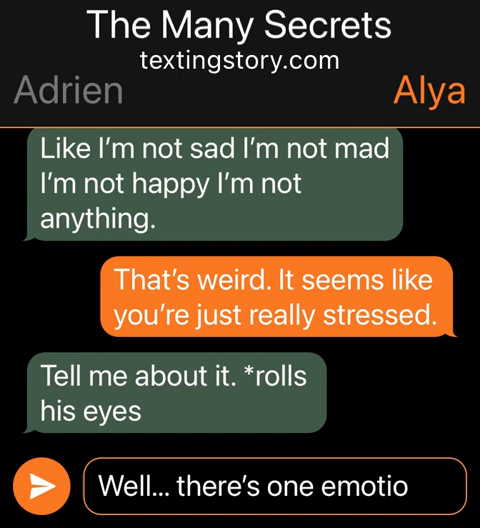 The Many Secrets
textingstory.com
Adrien Alya
Like I’m not sad I’m not mad
I’m not happy I’m not
anything.
That’s weird. It seems like
you’re just really stressed.
Tell me about it. *rolls
his eyes
Well... there’s one emotio